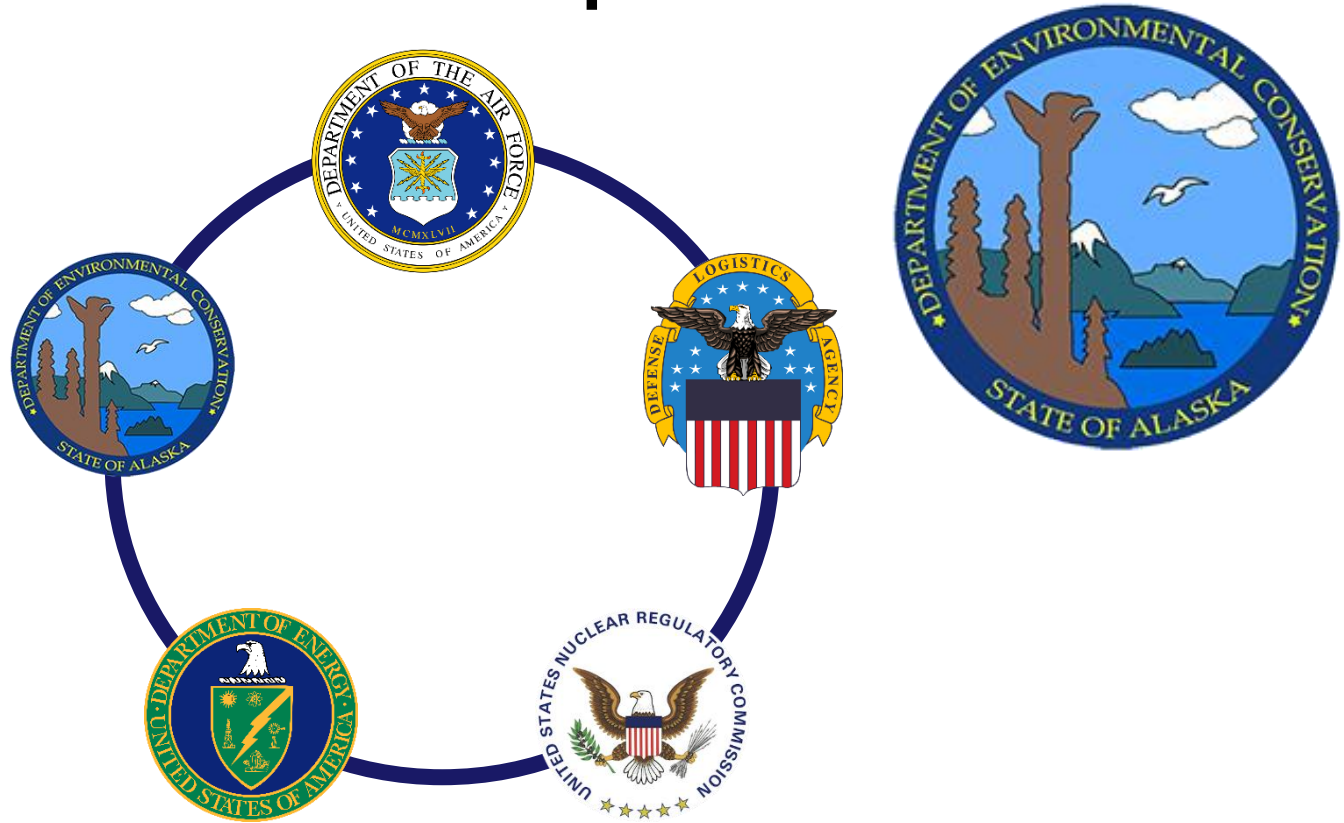 DEPARTMENT OF THE AIR FORCE
MCMXLVII
UNITED STATES OF AMERICA
DEPARTMENT OF ENVIRONMENTAL CONSERVATION
STATE OF ALASKA
LOGISTICS
DEFENSE
AGENCY
DEPARTMENT OF ENVIRONMENTAL CONSERVATION
STATE OF ALASKA
DEPARTMENT OF ENERGY
UNITED STATES OF AMERICA
UNITED STATES NUCLEAR REGULATORY COMMISSION